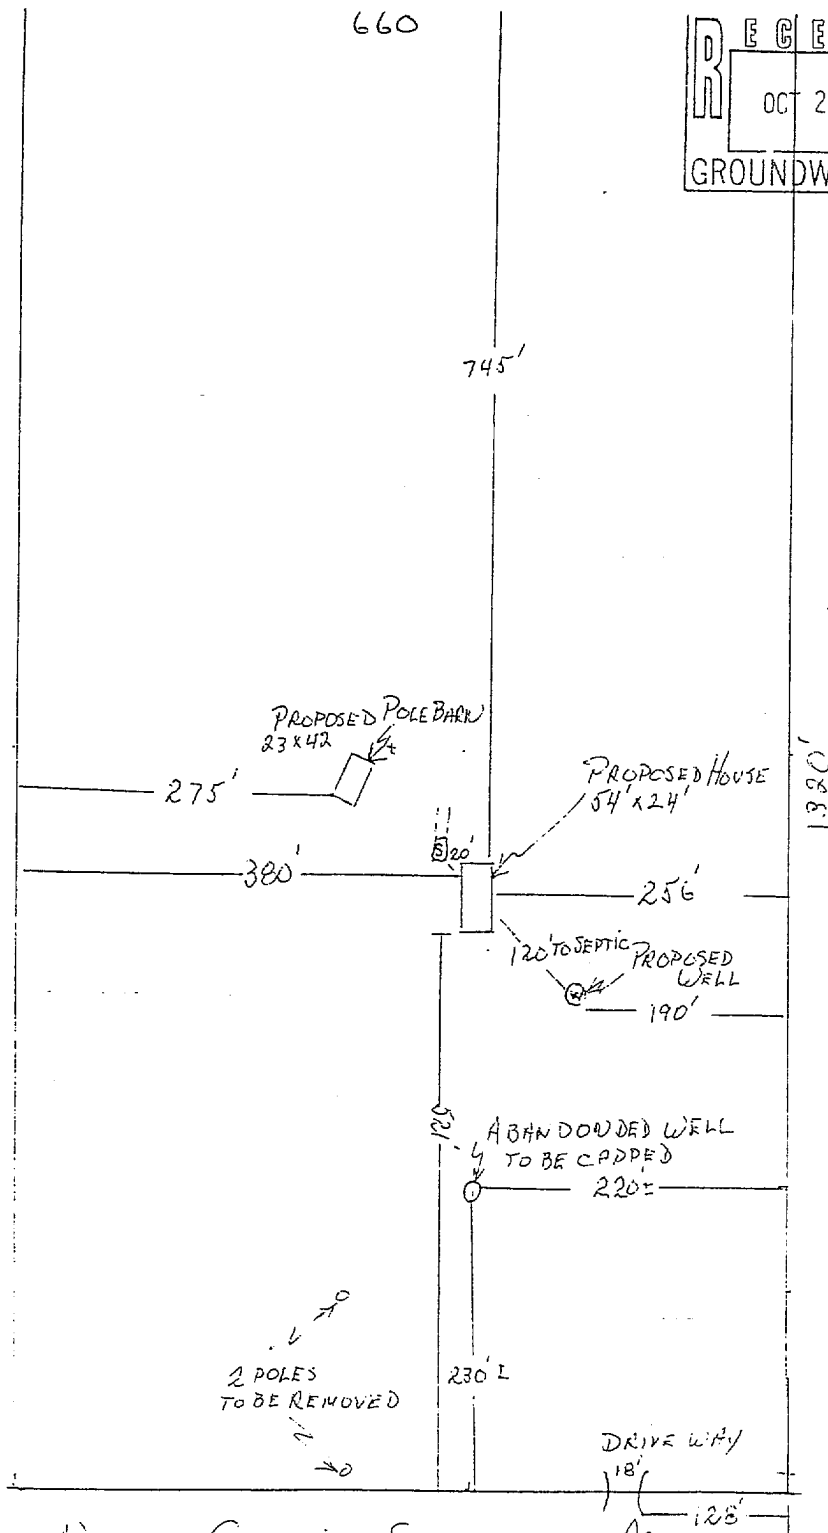 660
R E C E
OCT 2
GROUNDW
745'
PROPOSED POLE BARN
23 X 42
275'
PROPOSED HOUSE
54' X 24'
1320'
S 20'
380'
256'
120' TO SEPTIC
PROPOSED
WELL
W
190'
521'
ABANDONDED WELL
TO BE CAPPED
220'±
2 POLES
TO BE REMOVED
230'±
DRIVE WAY
18'
128'